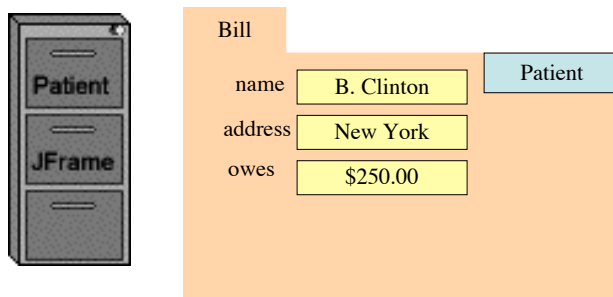 Patient
JFrame
Bill
Patient
name B. Clinton
address New York
owes $250.00